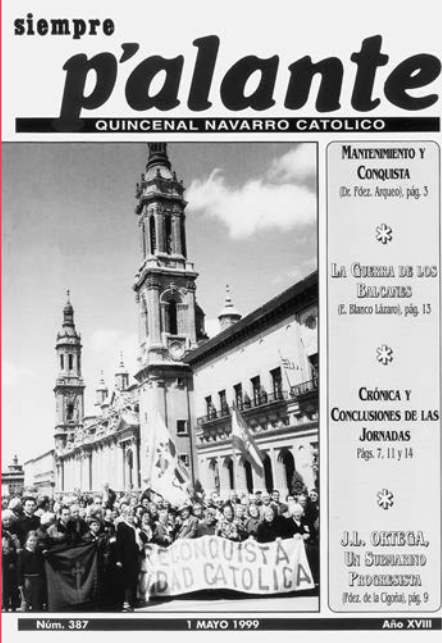 siempre
p'alante
QUINCENAL NAVARRO CATOLICO
MANTENIMIENTO Y
CONQUISTA
(Dr. Fdez. Arqueo), pág. 3
LA GUERRA DE LOS
BALCANES
(E. Blanco Lázaro), pág. 13
CRÓNICA Y
CONCLUSIONES DE LAS
JORNADAS
Págs. 7, 11 y 14
J.L. ORTEGA,
UN SUBMARINO
PROGRESISTA
(Fdez. de la Cigoña), pág. 9
RECONQUISTA
UNIDAD CATOLICA
Núm. 387
1 MAYO 1999
Año XVIII